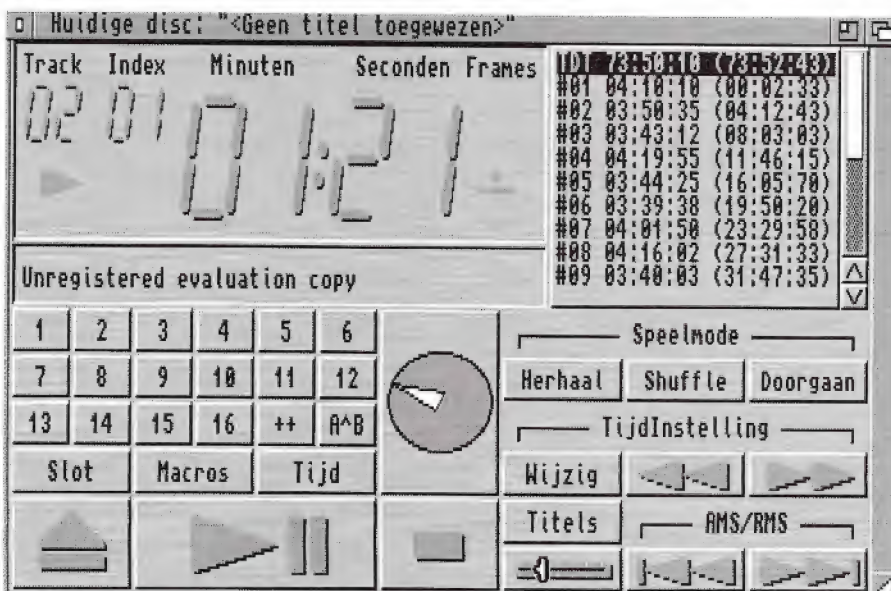 Huidige disc: "<Geen titel toegewezen>"
Track Index Minuten Seconden Frames
02 01 01:21
TDT 73:50:10 (73:52:43)
#01 04:10:10 (00:02:33)
#02 03:50:35 (04:12:43)
#03 03:43:12 (08:03:03)
#04 04:19:55 (11:46:15)
#05 03:44:25 (16:05:70)
#06 03:39:38 (19:50:20)
#07 04:01:50 (23:29:58)
#08 04:16:02 (27:31:33)
#09 03:40:03 (31:47:35)
Unregistered evaluation copy
1 2 3 4 5 6
7 8 9 10 11 12
13 14 15 16 ++ A^B
Slot Macros Tijd
Speelmode
Herhaal Shuffle Doorgaan
TijdInstelling
Wijzig
Titels AMS/RMS